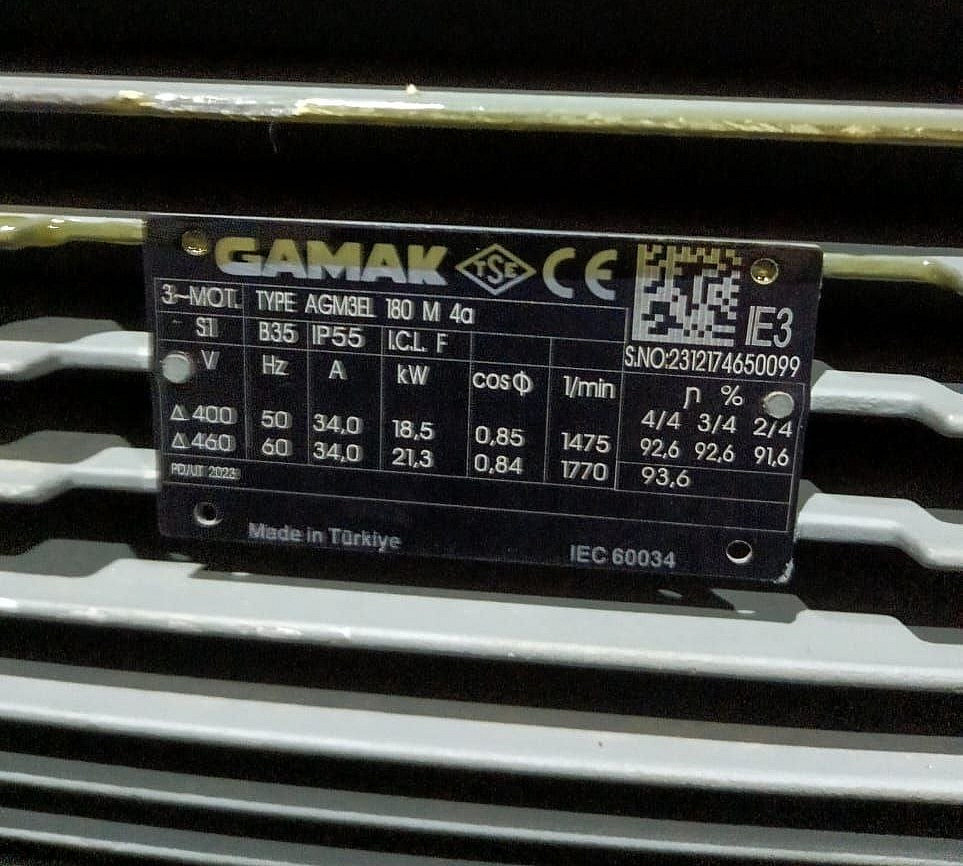 GAMAK TSE CE
3~MOT. TYPE AGM3EL 180 M 4a
IE3
S1 B35 IP55 I.C.L. F
S.NO:2312174650099
V Hz A kW cosϕ 1/min η %
4/4 3/4 2/4
Δ 400 50 34,0 18,5 0,85 1475 92,6 92,6 91,6
Δ 460 60 34,0 21,3 0,84 1770 93,6
PD/UT 2023
Made in Türkiye IEC 60034